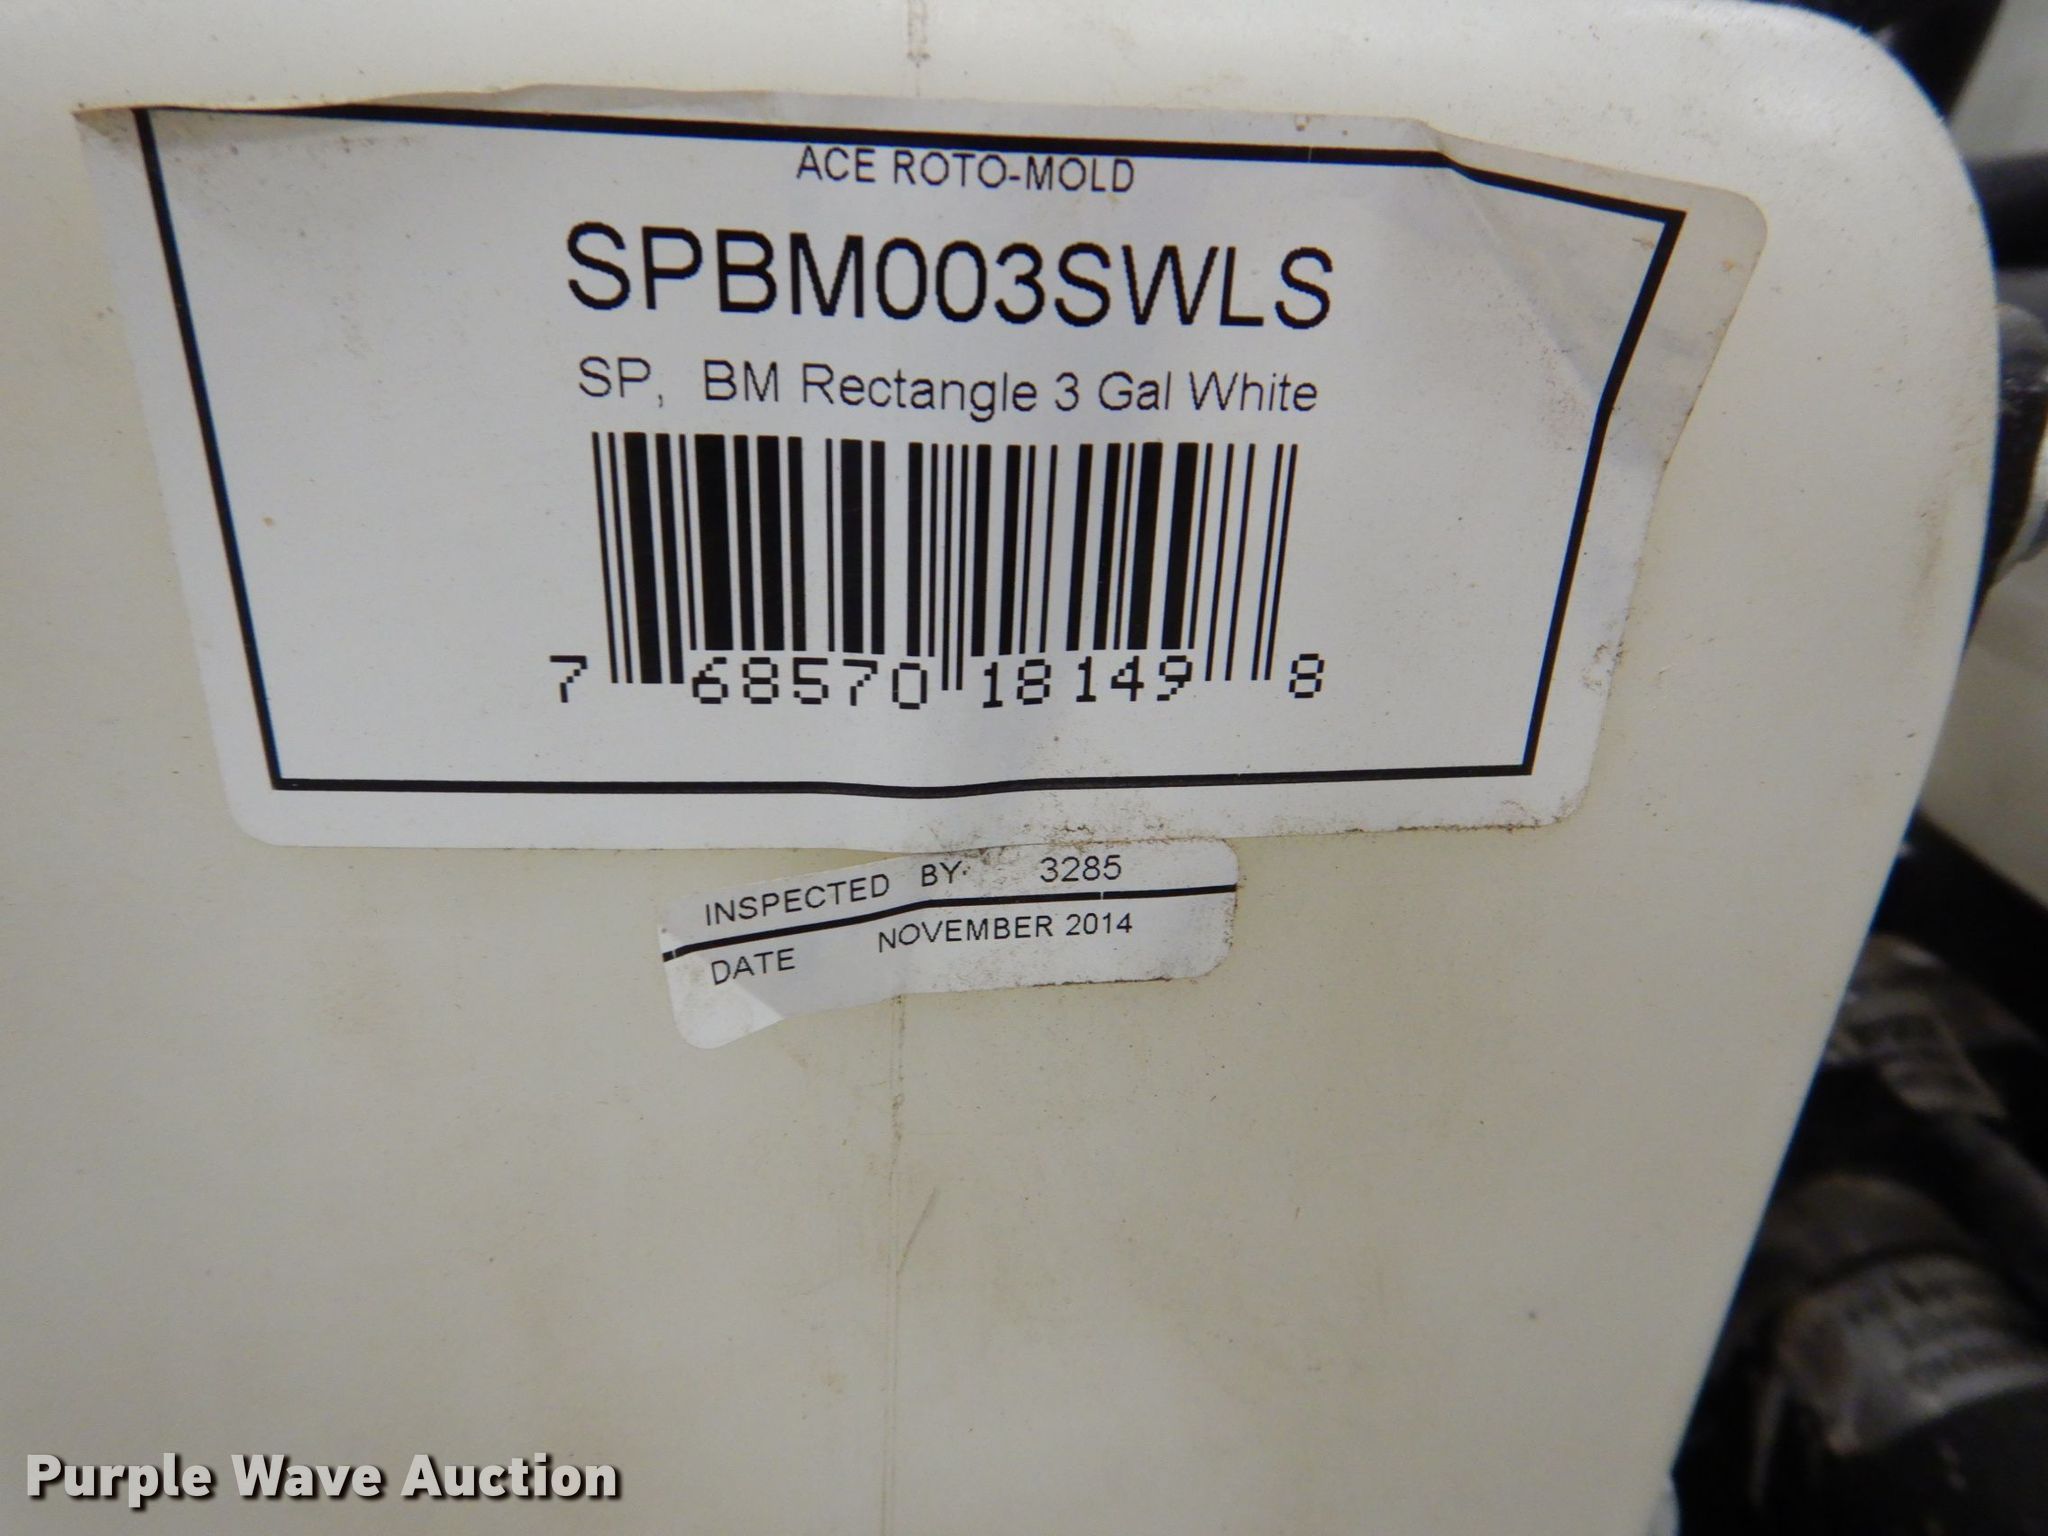 ACE ROTO-MOLD
SPBM003SWLS
SP, BM Rectangle 3 Gal White
7 68570 18149 8
INSPECTED BY 3285
DATE NOVEMBER 2014
Purple Wave Auction